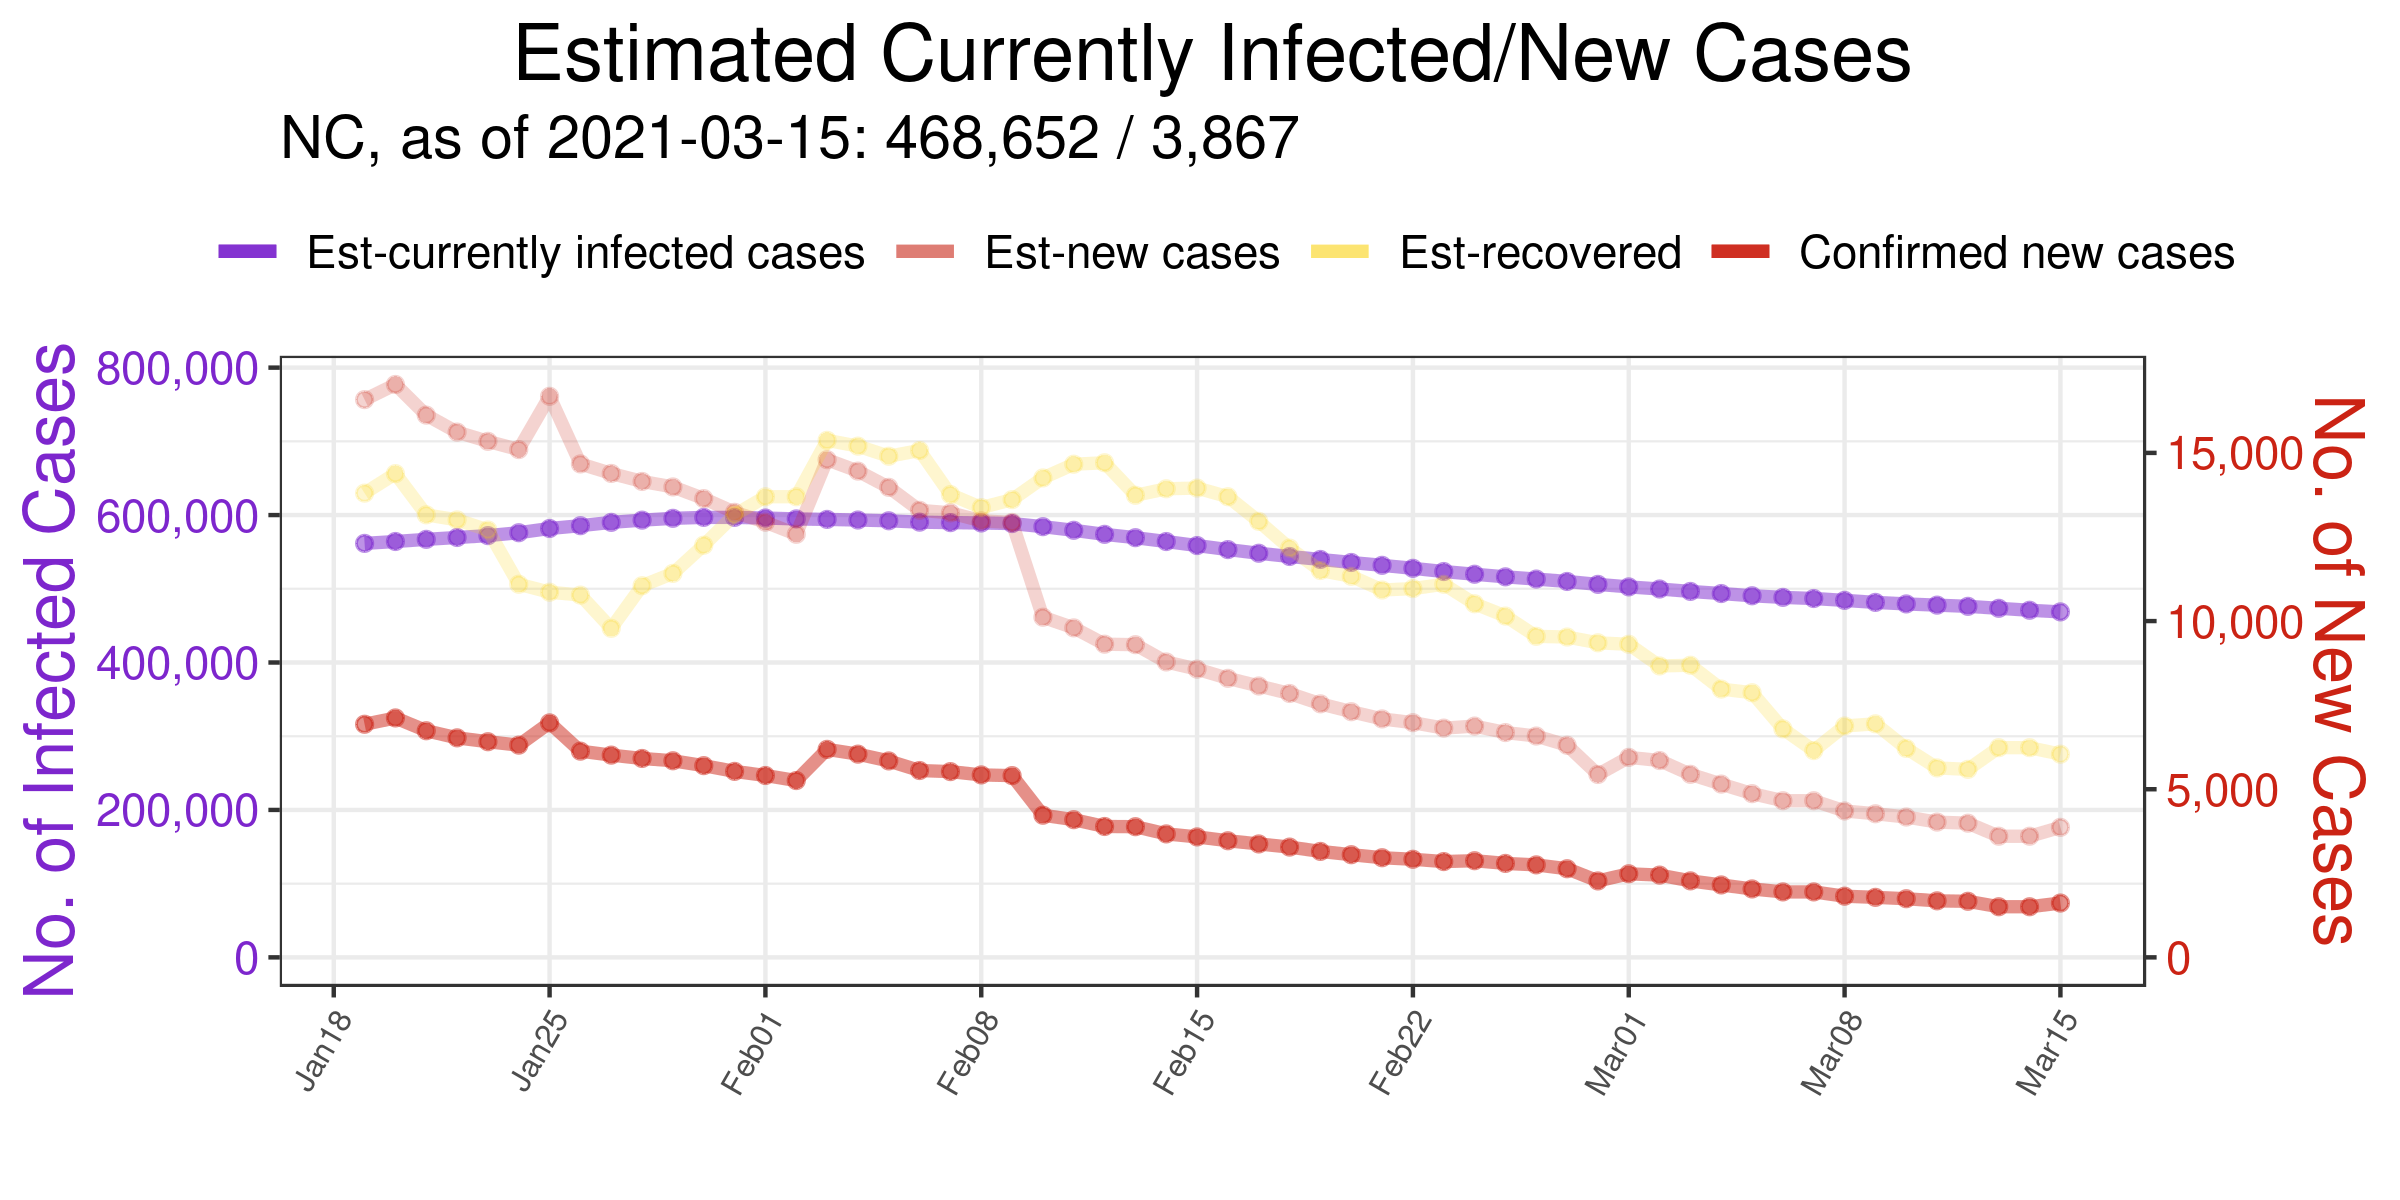 Estimated Currently Infected/New Cases
NC, as of 2021-03-15: 468,652 / 3,867
Est-currently infected cases Est-new cases Est-recovered Confirmed new cases
No. of Infected Cases
800,000
600,000
400,000
200,000
0
15,000
10,000
5,000
0
No. of New Cases
Jan18 Jan25 Feb01 Feb08 Feb15 Feb22 Mar01 Mar08 Mar15